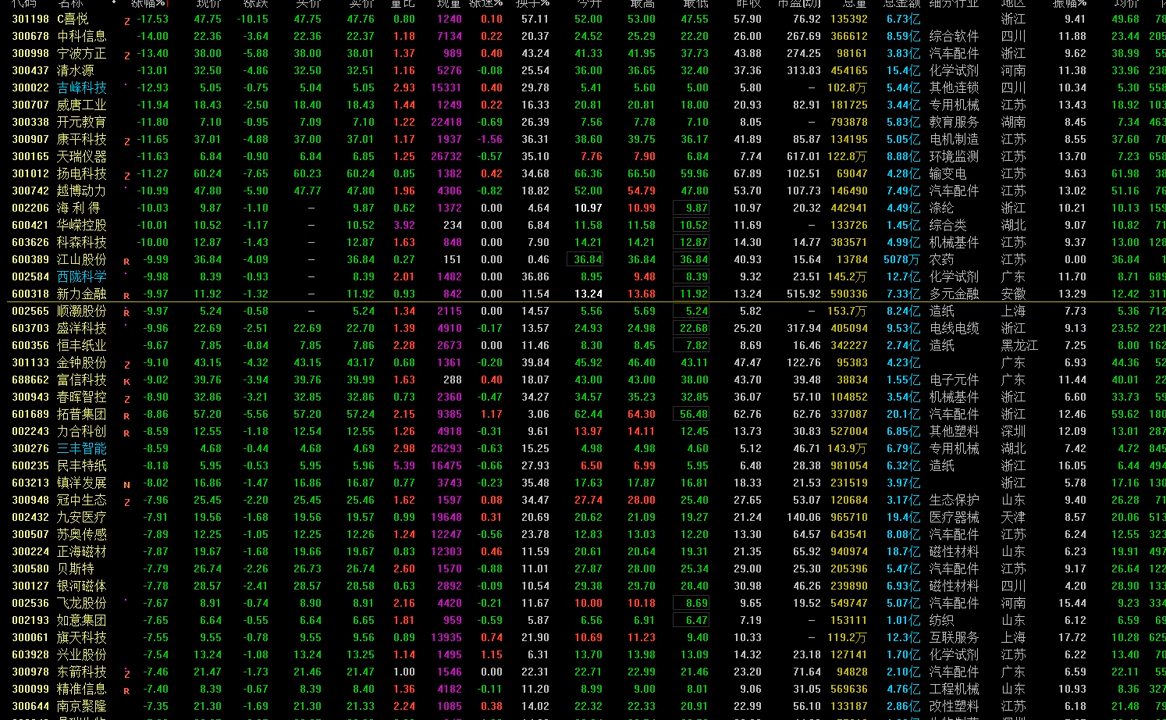 代码 名称 涨幅% 现价 涨跌 买价 卖价 量比 现量 涨速% 换手% 今开 最高 最低 昨收 市盈[动] 总量 总金额 细分行业 地区 振幅% 均价
301198 C喜悦 Z -17.53 47.75 -10.15 47.75 47.76 0.80 1240 0.10 57.11 52.00 53.00 47.55 57.90 76.92 135392 6.73亿 浙江 9.41 49.68
300678 中科信息 -14.00 22.36 -3.64 22.36 22.37 1.18 7134 0.22 20.37 24.52 25.29 22.20 26.00 267.69 366612 8.59亿 综合软件 四川 11.88 23.44
300998 宁波方正 Z -13.40 38.00 -5.88 38.00 38.01 1.37 989 0.40 43.24 41.33 41.95 37.73 43.88 274.25 98161 3.83亿 汽车配件 浙江 9.62 38.99
300437 清水源 -13.01 32.50 -4.86 32.50 32.51 1.16 5276 -0.08 25.54 36.00 36.65 32.40 37.36 313.83 454165 15.4亿 化学试剂 河南 11.38 33.96
300022 吉峰科技 -12.93 5.05 -0.75 5.04 5.05 2.93 15331 0.40 29.78 5.41 5.60 5.00 5.80 — 102.8万 5.44亿 其他连锁 四川 10.34 5.30
300707 威唐工业 -11.94 18.43 -2.50 18.40 18.43 1.44 1249 0.22 16.33 20.81 20.81 18.00 20.93 82.91 181725 3.44亿 专用机械 江苏 13.43 18.92
300338 开元教育 -11.80 7.10 -0.95 7.09 7.10 1.22 22418 -0.69 26.39 7.56 7.78 7.10 8.05 — 793878 5.83亿 教育服务 湖南 8.45 7.34
300907 康平科技 Z -11.65 37.01 -4.88 37.00 37.01 1.17 1937 -1.56 36.31 38.60 39.75 36.17 41.89 85.87 134195 5.05亿 电机制造 江苏 8.55 37.60
300165 天瑞仪器 -11.63 6.84 -0.90 6.84 6.85 1.25 26732 -0.57 35.10 7.76 7.90 6.84 7.74 617.01 122.8万 8.88亿 环境监测 江苏 13.70 7.23
301012 扬电科技 Z -11.27 60.24 -7.65 60.23 60.24 0.85 1382 0.42 34.68 66.36 66.50 59.96 67.89 102.51 69047 4.28亿 输变电 江苏 9.63 61.98
300742 越博动力 -10.99 47.80 -5.90 47.77 47.80 1.96 4306 -0.82 18.82 52.00 54.79 47.80 53.70 107.73 146490 7.49亿 汽车配件 江苏 13.02 51.16
002206 海利得 -10.03 9.87 -1.10 — 9.87 0.62 1372 0.00 4.64 10.97 10.99 9.87 10.97 20.32 442941 4.49亿 涤纶 浙江 10.21 10.13
600421 华嵘控股 -10.01 10.52 -1.17 — 10.52 3.92 234 0.00 6.84 11.58 11.58 10.52 11.69 — 133726 1.45亿 综合类 湖北 9.07 10.82
603626 科森科技 -10.00 12.87 -1.43 — 12.87 1.63 848 0.00 7.90 14.21 14.21 12.87 14.30 14.77 383571 4.99亿 机械基件 江苏 9.37 13.00
600389 江山股份 R -9.99 36.84 -4.09 — 36.84 0.27 151 0.00 0.46 36.84 36.84 36.84 40.93 15.64 13784 5078万 农药 江苏 0.00 36.84
002584 西陇科学 -9.98 8.39 -0.93 — 8.39 2.01 1482 0.00 36.86 8.95 9.48 8.39 9.32 23.51 145.2万 12.7亿 化学试剂 广东 11.70 8.71
600318 新力金融 R -9.97 11.92 -1.32 — 11.92 0.93 842 0.00 11.54 13.24 13.68 11.92 13.24 515.92 590336 7.33亿 多元金融 安徽 13.29 12.42
002565 顺灏股份 R -9.97 5.24 -0.58 — 5.24 1.34 2115 0.00 14.57 5.56 5.69 5.24 5.82 — 153.7万 8.24亿 造纸 上海 7.73 5.36
603703 盛洋科技 -9.96 22.69 -2.51 22.69 22.70 1.39 4910 -0.17 13.57 24.93 24.98 22.68 25.20 317.94 405094 9.53亿 电线电缆 浙江 9.13 23.52
600356 恒丰纸业 -9.67 7.85 -0.84 7.85 7.86 2.28 2673 0.00 11.46 8.30 8.45 7.82 8.69 16.46 342227 2.74亿 造纸 黑龙江 7.25 8.00
301133 金钟股份 Z -9.10 43.15 -4.32 43.15 43.17 0.68 1361 -0.20 39.84 45.92 46.40 43.11 47.47 122.76 95383 4.23亿 广东 6.93 44.36
688662 富信科技 K -9.02 39.76 -3.94 39.76 39.99 1.63 288 0.40 18.07 43.00 43.00 38.00 43.70 39.48 38834 1.55亿 电子元件 广东 11.44 40.01
300943 春晖智控 Z -8.90 32.86 -3.21 32.85 32.86 0.73 2360 -0.47 34.27 34.57 35.23 32.85 36.07 57.10 104852 3.54亿 机械基件 浙江 6.60 33.73
601689 拓普集团 R -8.86 57.20 -5.56 57.20 57.24 2.15 9385 1.17 3.06 62.44 64.30 56.48 62.76 62.76 337087 20.1亿 汽车配件 浙江 12.46 59.62
002243 力合科创 R -8.59 12.55 -1.18 12.54 12.55 1.26 4918 -0.31 9.61 13.97 14.11 12.45 13.73 30.83 527004 6.85亿 其他塑料 深圳 12.09 13.01
300276 三丰智能 -8.59 4.68 -0.44 4.68 4.69 2.98 26293 -0.63 15.25 4.98 4.98 4.60 5.12 46.71 143.9万 6.79亿 专用机械 湖北 7.42 4.72
600235 民丰特纸 -8.18 5.95 -0.53 5.95 5.96 5.39 16475 -0.66 27.93 6.50 6.99 5.95 6.48 28.38 981054 6.32亿 造纸 浙江 16.05 6.44
603213 镇洋发展 N -8.02 16.86 -1.47 16.86 16.87 0.77 3743 -0.23 35.48 17.63 17.87 16.81 18.33 21.53 231519 3.97亿 浙江 5.78 17.16
300948 冠中生态 Z -7.96 25.45 -2.20 25.45 25.47 1.62 1597 0.08 34.47 27.74 28.00 25.40 27.65 53.07 120684 3.17亿 生态保护 山东 9.40 26.28
002432 九安医疗 -7.91 19.56 -1.68 19.56 19.57 0.99 19648 0.31 20.69 20.62 21.09 19.27 21.24 140.06 965710 19.4亿 医疗器械 天津 8.57 20.06
300507 苏奥传感 -7.89 12.25 -1.05 12.25 12.26 1.24 12247 -0.56 23.78 12.83 13.03 12.20 13.30 64.57 643541 8.08亿 汽车配件 江苏 6.24 12.55
300224 正海磁材 -7.87 19.67 -1.68 19.66 19.67 0.83 12303 0.46 11.59 20.61 20.64 19.31 21.35 65.92 940974 18.7亿 磁性材料 山东 6.23 19.91
300580 贝斯特 -7.79 26.74 -2.26 26.73 26.74 2.60 1570 -0.88 11.01 27.87 28.00 25.34 29.00 25.30 205396 5.47亿 汽车配件 江苏 9.17 26.64
300127 银河磁体 -7.78 28.57 -2.41 28.57 28.58 0.63 2892 -0.09 10.54 29.38 29.70 28.40 30.98 46.26 239890 6.93亿 磁性材料 四川 4.20 28.90
002536 飞龙股份 -7.67 8.91 -0.74 8.90 8.91 2.16 4420 -0.21 11.67 10.00 10.18 8.69 9.65 19.52 549747 5.07亿 汽车配件 河南 15.44 9.23
002193 如意集团 -7.65 6.64 -0.55 6.64 6.65 1.81 959 -0.59 5.87 6.56 6.91 6.47 7.19 — 153111 1.01亿 纺织 山东 6.12 6.59
300061 旗天科技 -7.55 9.55 -0.78 9.55 9.56 0.89 13935 0.74 21.90 10.69 11.23 9.40 10.33 — 119.2万 12.3亿 互联服务 上海 17.72 10.28
603928 兴业股份 -7.54 13.24 -1.08 13.24 13.25 1.14 1495 1.15 6.31 13.70 13.98 13.09 14.32 23.18 127141 1.70亿 化学试剂 江苏 6.22 13.40
300978 东箭科技 Z -7.46 21.47 -1.73 21.46 21.47 1.00 1546 0.00 22.31 22.71 22.99 21.46 23.20 71.64 94828 2.10亿 汽车配件 广东 6.59 22.11
300099 精准信息 R -7.40 8.39 -0.67 8.39 8.40 1.36 4182 -0.11 11.20 8.99 9.00 8.01 9.06 31.05 569636 4.76亿 工程机械 山东 10.93 8.36
300644 南京聚隆 -7.35 21.30 -1.69 21.30 21.33 2.24 1085 0.38 14.02 22.32 22.33 20.91 22.99 56.10 133187 2.86亿 改性塑料 江苏 6.18 21.48